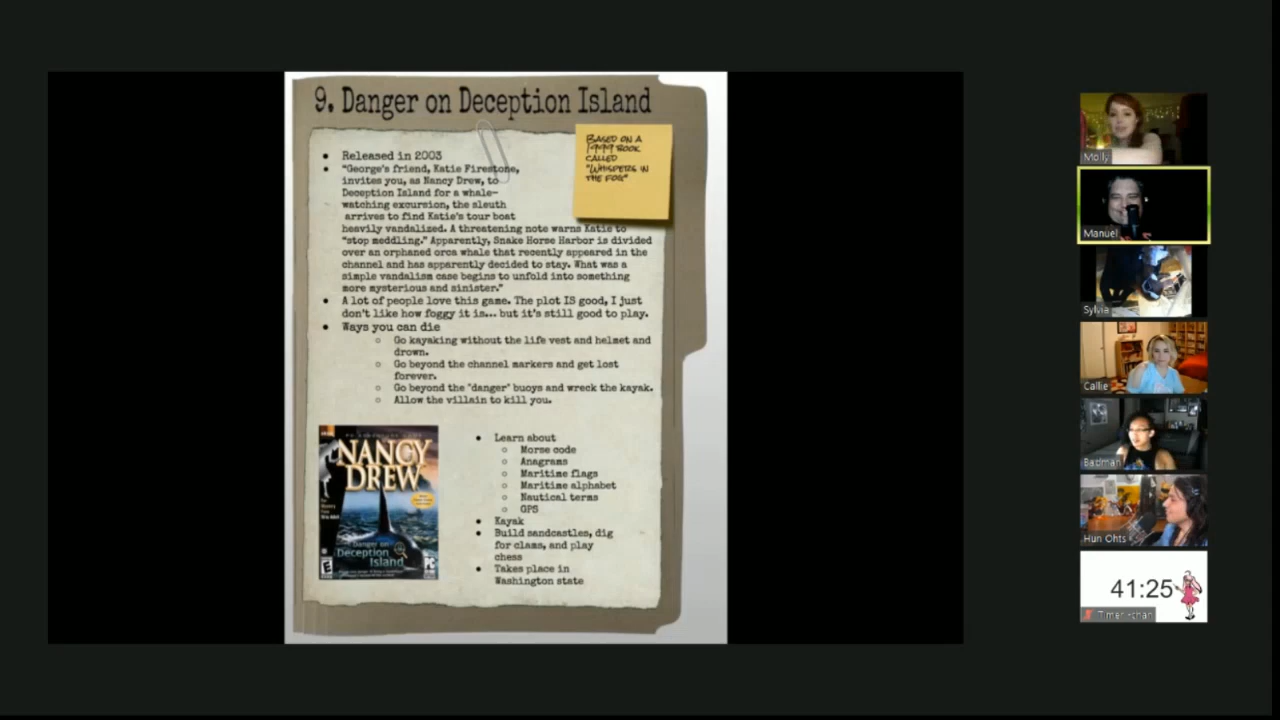 9. Danger on Deception Island
BASED ON A
1999 BOOK
CALLED
"WHISPERS IN
THE FOG"
• Released in 2003
• "George's friend, Katie Firestone,
invites you, as Nancy Drew, to
Deception Island for a whale-
watching excursion, the sleuth
arrives to find Katie's tour boat
heavily vandalized. A threatening note warns Katie to
"stop meddling." Apparently, Snake Horse Harbor is divided
over an orphaned orca whale that recently appeared in the
channel and has apparently decided to stay. What was a
simple vandalism case begins to unfold into something
more mysterious and sinister."
• A lot of people love this game. The plot IS good, I just
don't like how foggy it is... but it's still good to play.
• Ways you can die
○ Go kayaking without the life vest and helmet and
drown.
○ Go beyond the channel markers and get lost
forever.
○ Go beyond the "danger" buoys and wreck the kayak.
○ Allow the villain to kill you.
NANCY
DREW
Danger on
Deception
Island
E
PC
• Learn about
○ Morse code
○ Anagrams
○ Maritime flags
○ Maritime alphabet
○ Nautical terms
○ GPS
• Kayak
• Build sandcastles, dig
for clams, and play
chess
• Takes place in
Washington state
Molly
Manuel
Sylvia
Callie
Badman
Hun Ohts
41:25
Timer-chan